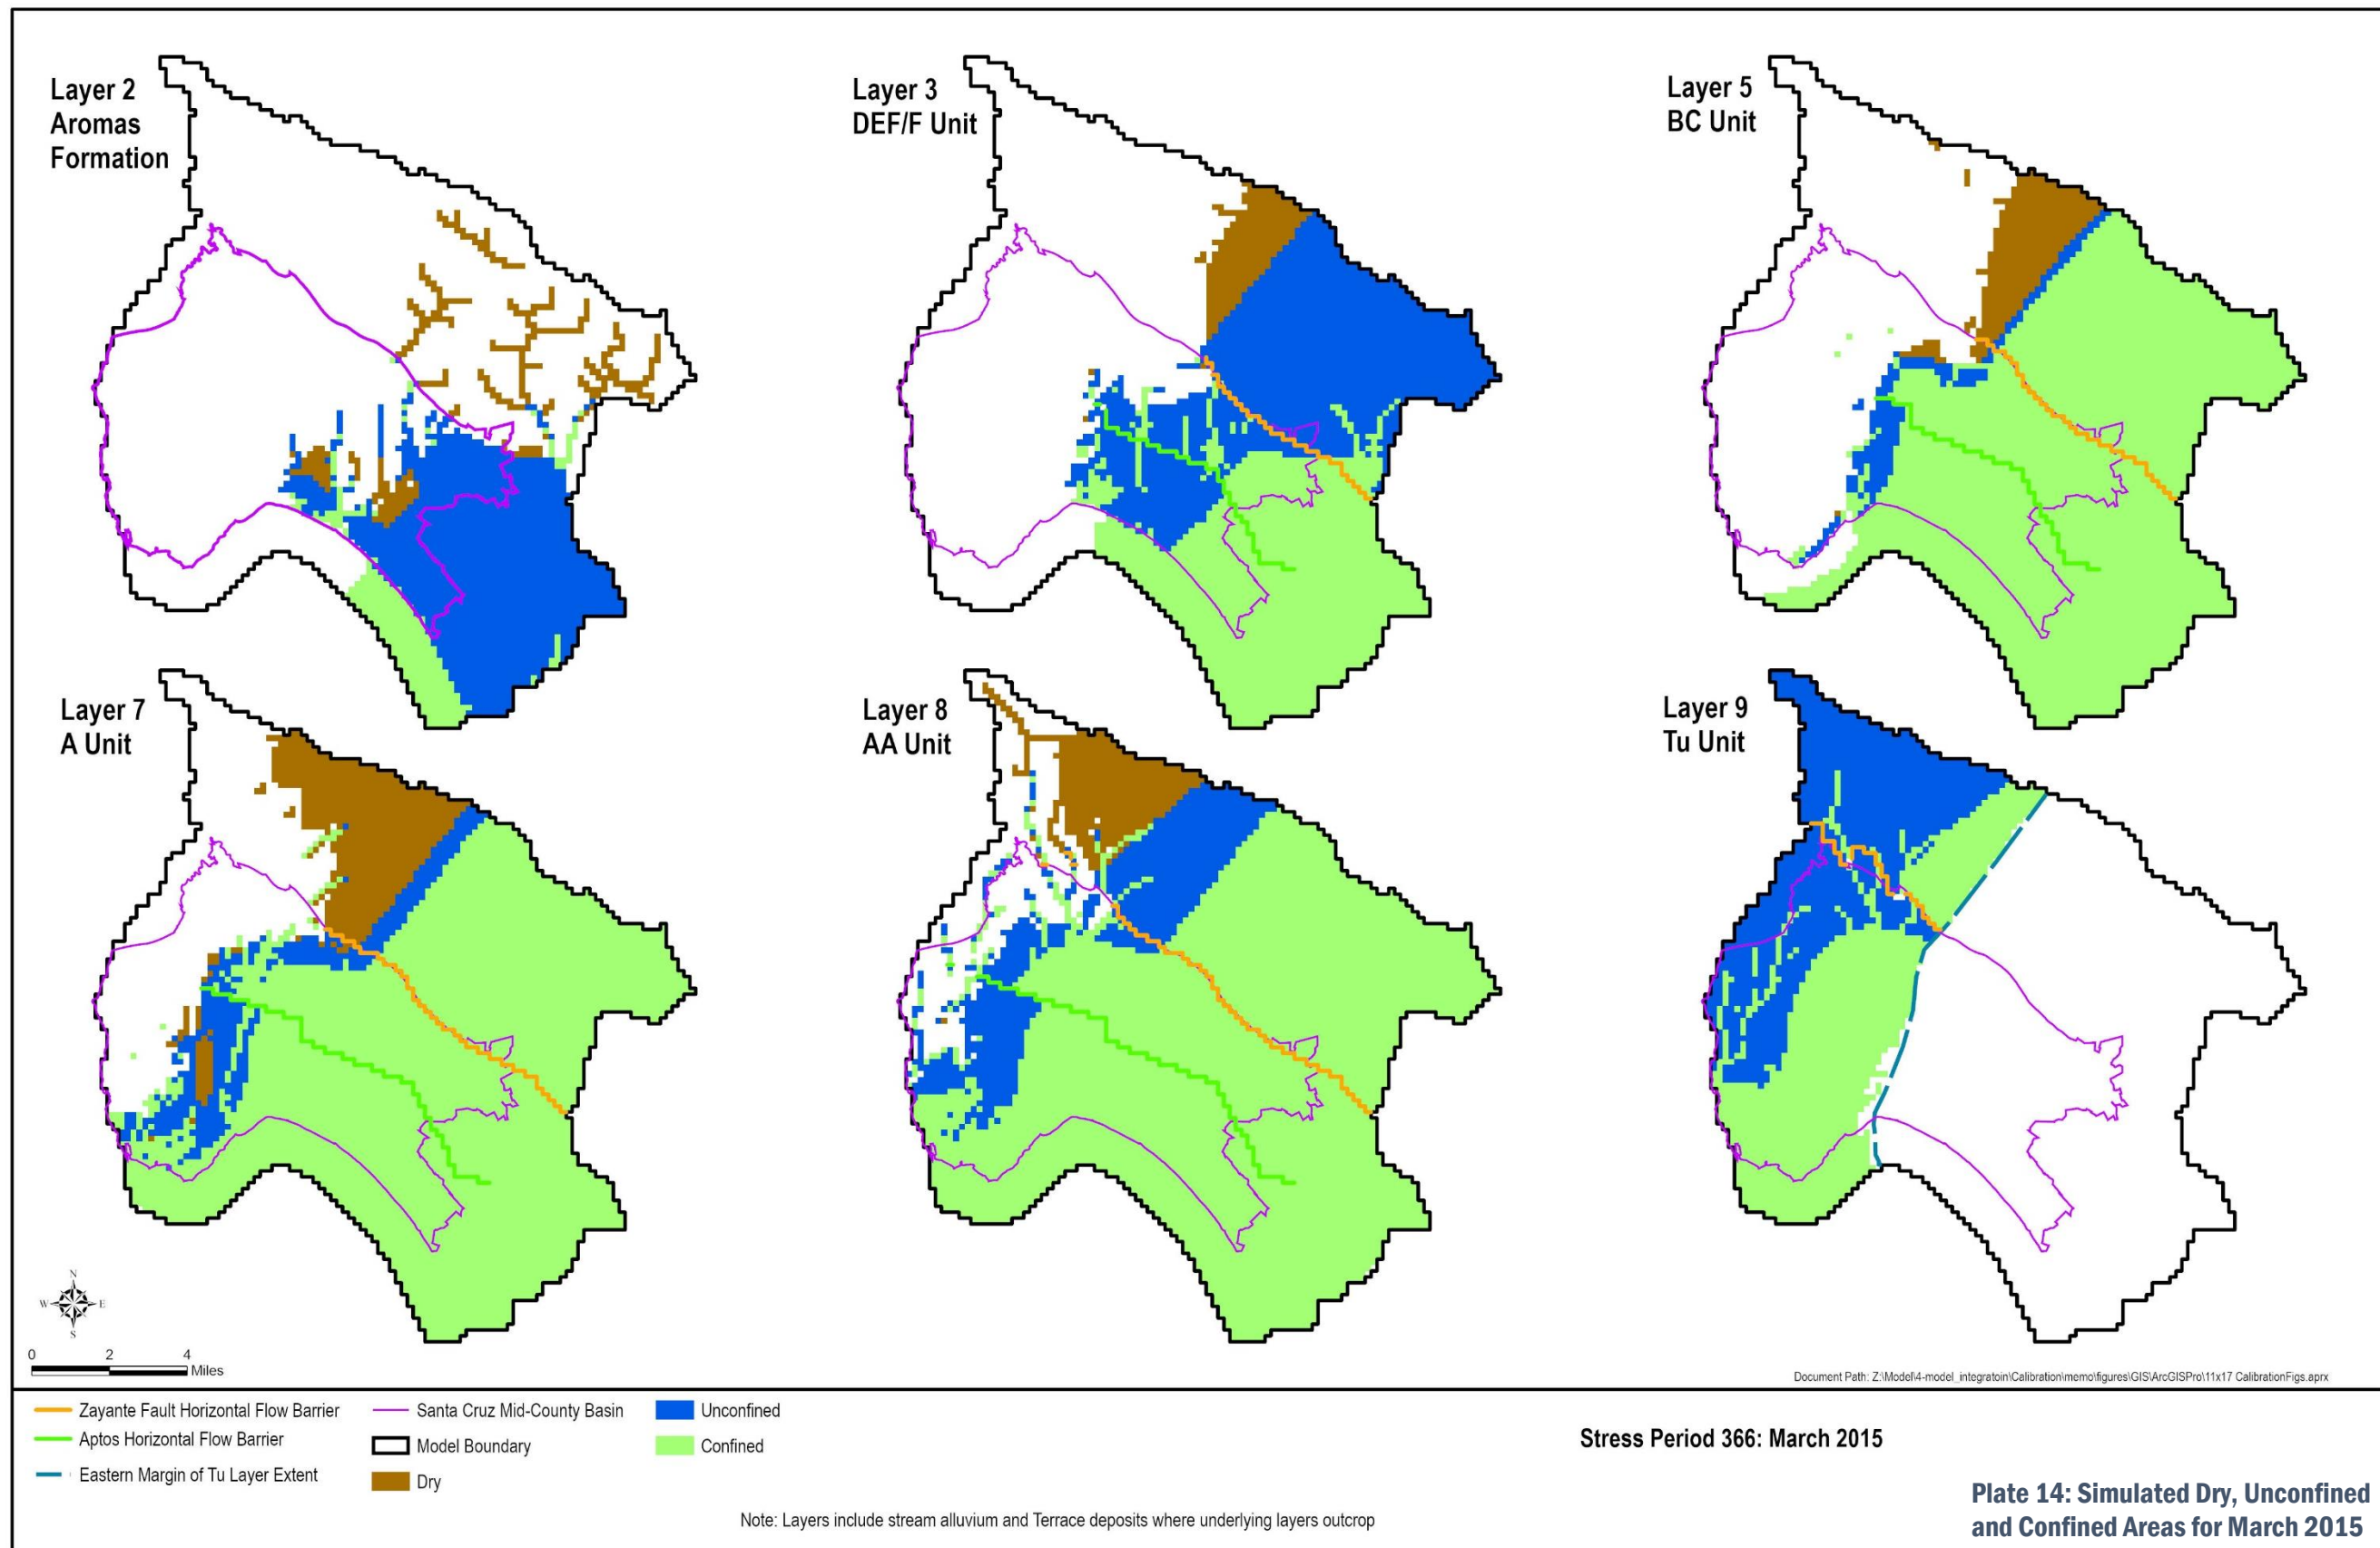 Layer 2
Aromas
Formation
Layer 3
DEF/F Unit
Layer 5
BC Unit
Layer 7
A Unit
Layer 8
AA Unit
Layer 9
Tu Unit
N
W E
S
0 2 4
Miles
Document Path: Z:\Model\4-model_integratoin\Calibration\memo\figures\GIS\ArcGISPro\11x17 CalibrationFigs.aprx
Zayante Fault Horizontal Flow Barrier
Aptos Horizontal Flow Barrier
Eastern Margin of Tu Layer Extent
Santa Cruz Mid-County Basin
Model Boundary
Dry
Unconfined
Confined
Stress Period 366: March 2015
Note: Layers include stream alluvium and Terrace deposits where underlying layers outcrop
Plate 14: Simulated Dry, Unconfined
and Confined Areas for March 2015